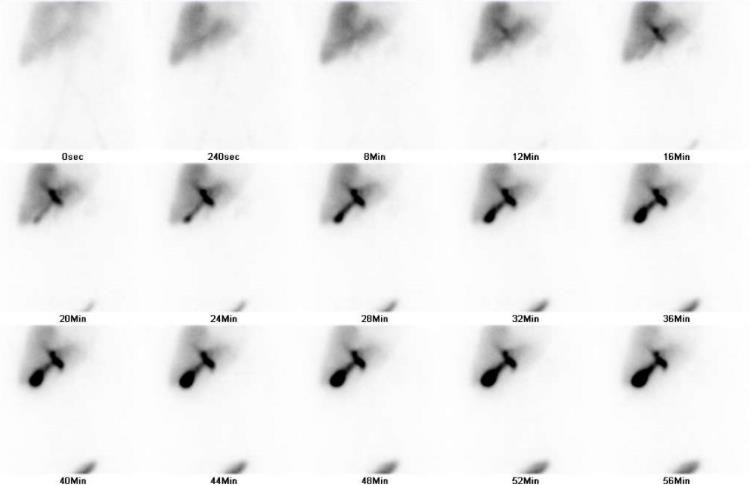 0sec 240sec 8Min 12Min 16Min
20Min 24Min 28Min 32Min 36Min
40Min 44Min 48Min 52Min 56Min